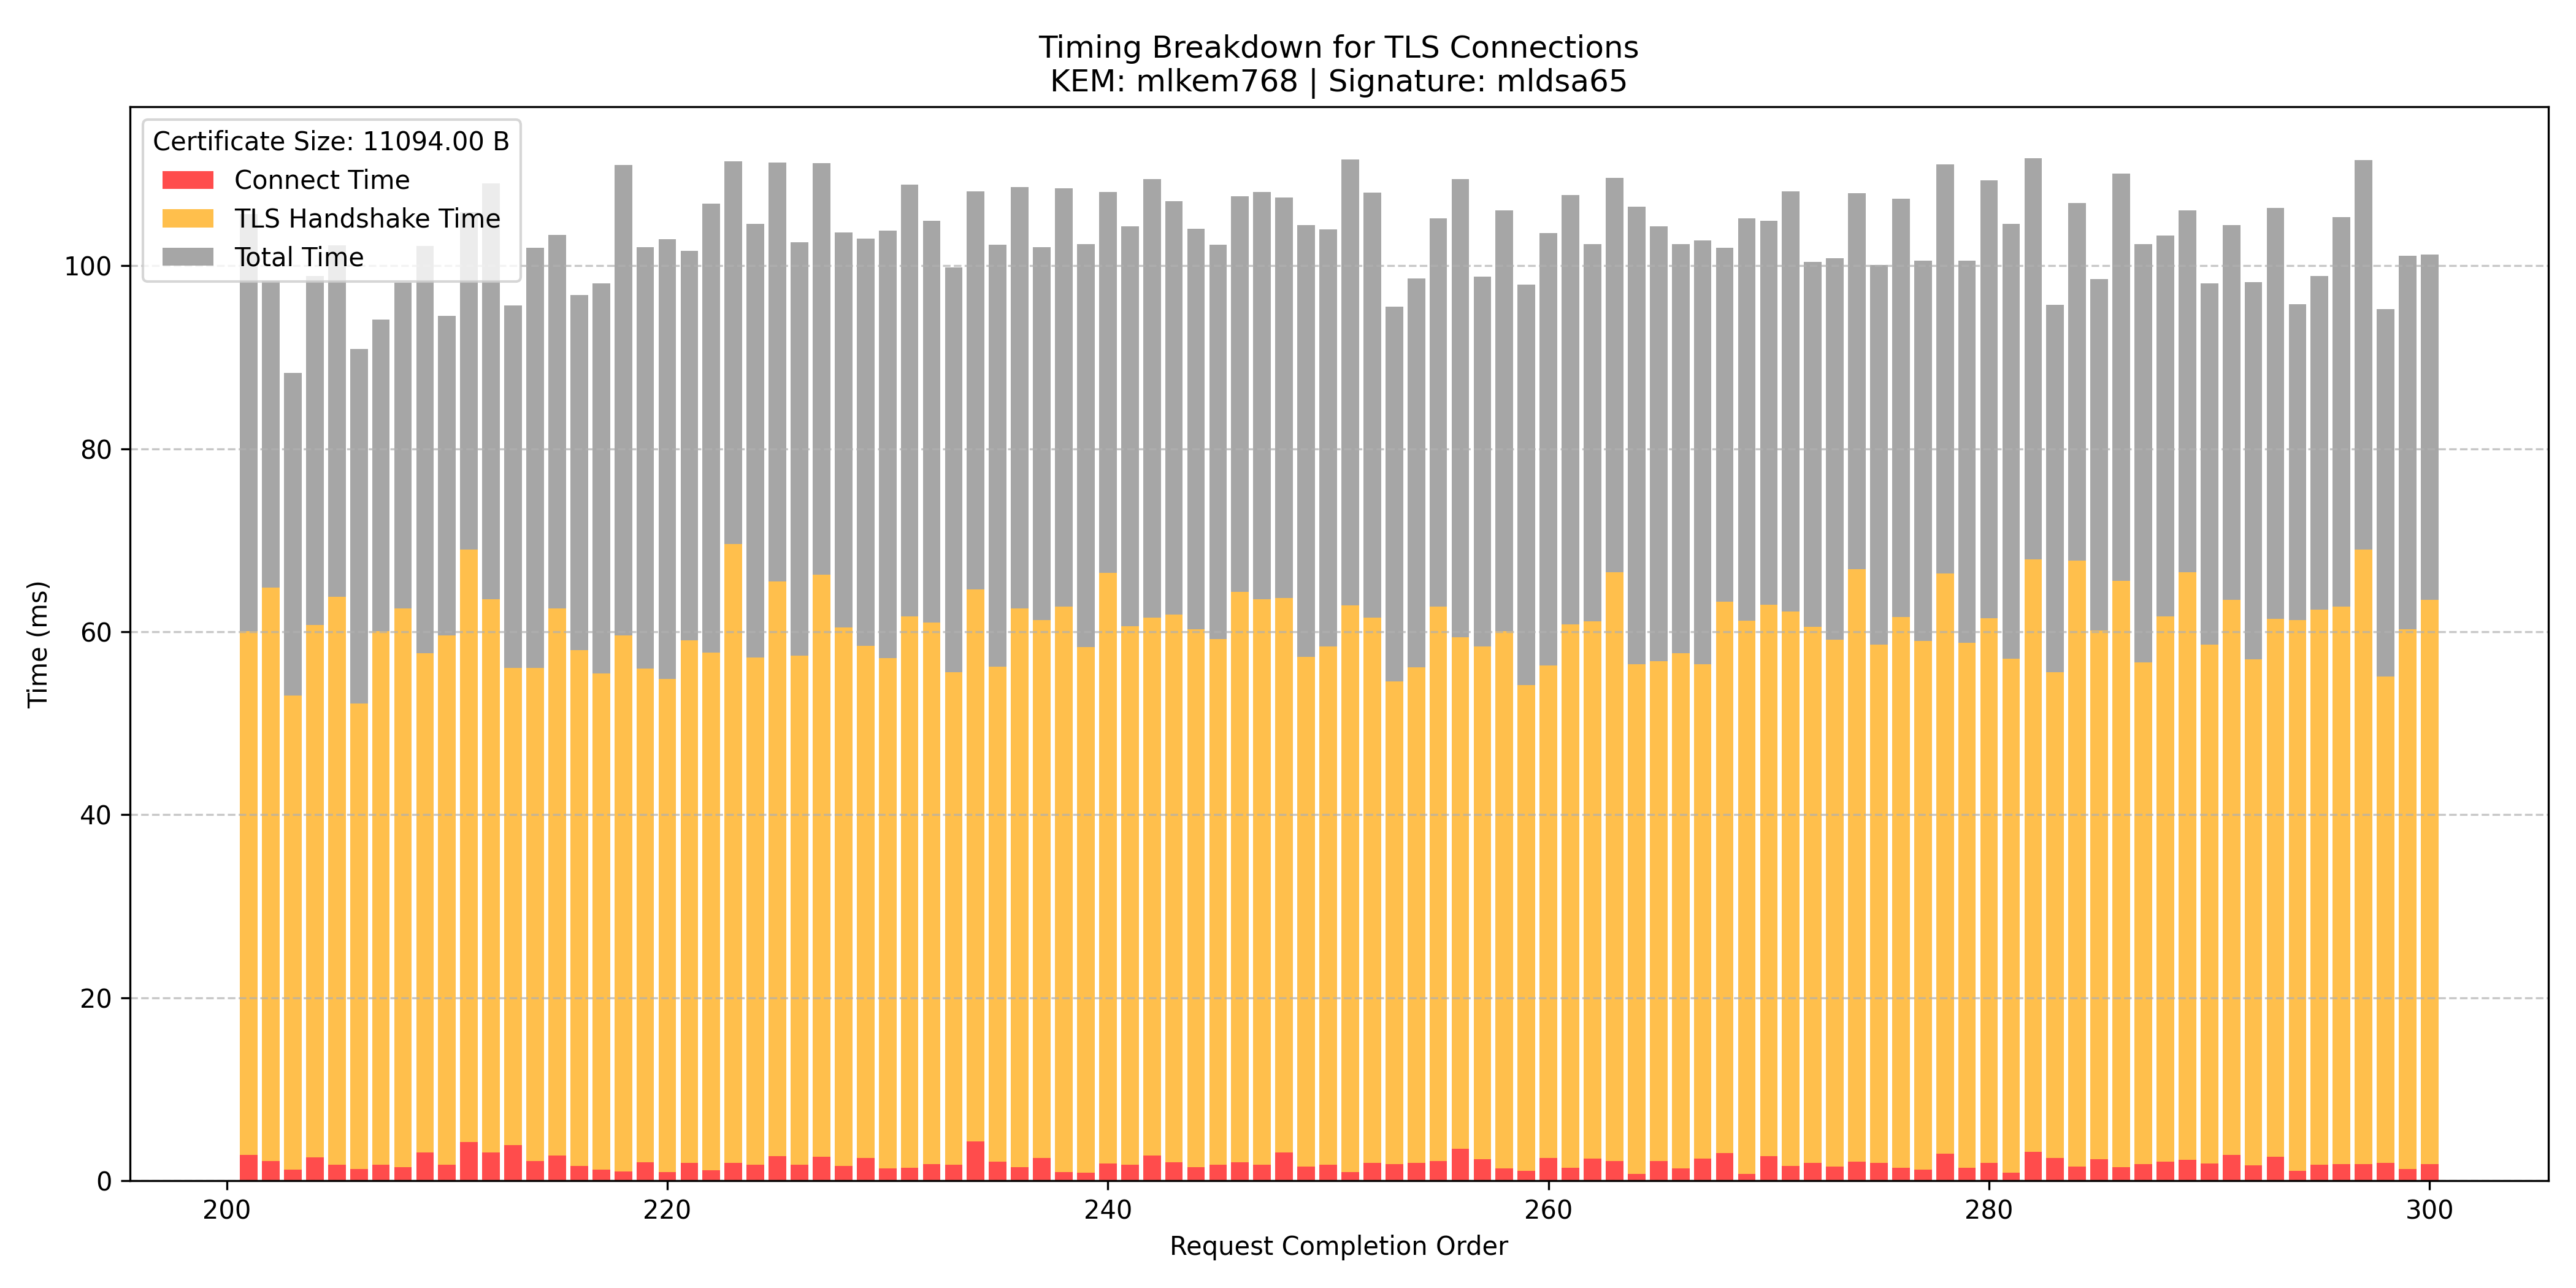 Timing Breakdown for TLS Connections
KEM: mlkem768 | Signature: mldsa65
Certificate Size: 11094.00 B
Connect Time
TLS Handshake Time
Total Time
Time (ms)
100
80
60
40
20
0
200 220 240 260 280 300
Request Completion Order